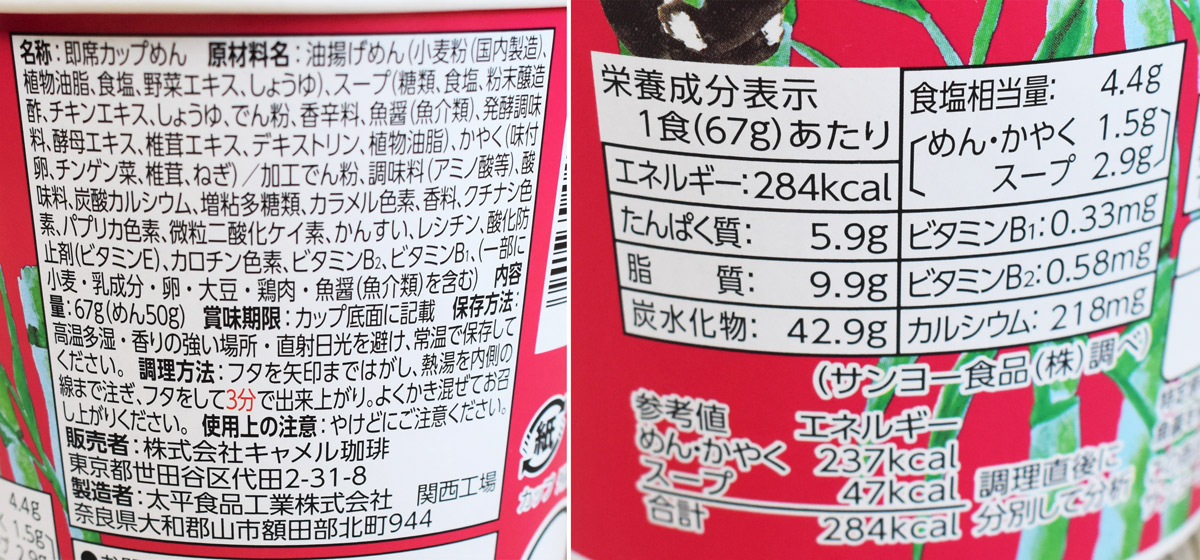 名称：即席カップめん 原材料名：油揚げめん(小麦粉(国内製造)、
植物油脂、食塩、野菜エキス、しょうゆ)、スープ(糖類、食塩、粉末醸造
酢、チキンエキス、しょうゆ、でん粉、香辛料、魚醤(魚介類)、発酵調味
料、酵母エキス、椎茸エキス、デキストリン、植物油脂)、かやく(味付
卵、チンゲン菜、椎茸、ねぎ)／加工でん粉、調味料(アミノ酸等)、酸
味料、炭酸カルシウム、増粘多糖類、カラメル色素、香料、クチナシ色
素、パプリカ色素、微粒二酸化ケイ素、かんすい、レシチン、酸化防
止剤(ビタミンE)、カロチン色素、ビタミンB2、ビタミンB1、(一部に
小麦・乳成分・卵・大豆・鶏肉・魚醤(魚介類)を含む) 内容
量：67g(めん50g) 賞味期限：カップ底面に記載 保存方法：
高温多湿・香りの強い場所・直射日光を避け、常温で保存して
ください。 調理方法：フタを矢印まではがし、熱湯を内側の
線まで注ぎ、フタをして3分で出来上がり。よくかき混ぜてお召
し上がりください。 使用上の注意：やけどにご注意ください。
販売者：株式会社キャメル珈琲
東京都世田谷区代田2-31-8
製造者：太平食品工業株式会社 関西工場
奈良県大和郡山市額田部北町944
紙
カップ
4.4g
1.5g
2.9g
栄養成分表示
1食(67g)あたり
エネルギー：284kcal
たんぱく質： 5.9g
脂質： 9.9g
炭水化物： 42.9g
食塩相当量： 4.4g
めん・かやく 1.5g
スープ 2.9g
ビタミンB1：0.33mg
ビタミンB2：0.58mg
カルシウム： 218mg
(サンヨー食品(株)調べ)
参考値 エネルギー
めん・かやく 237kcal
スープ 47kcal
合計 284kcal
調理直後に
分別して分析